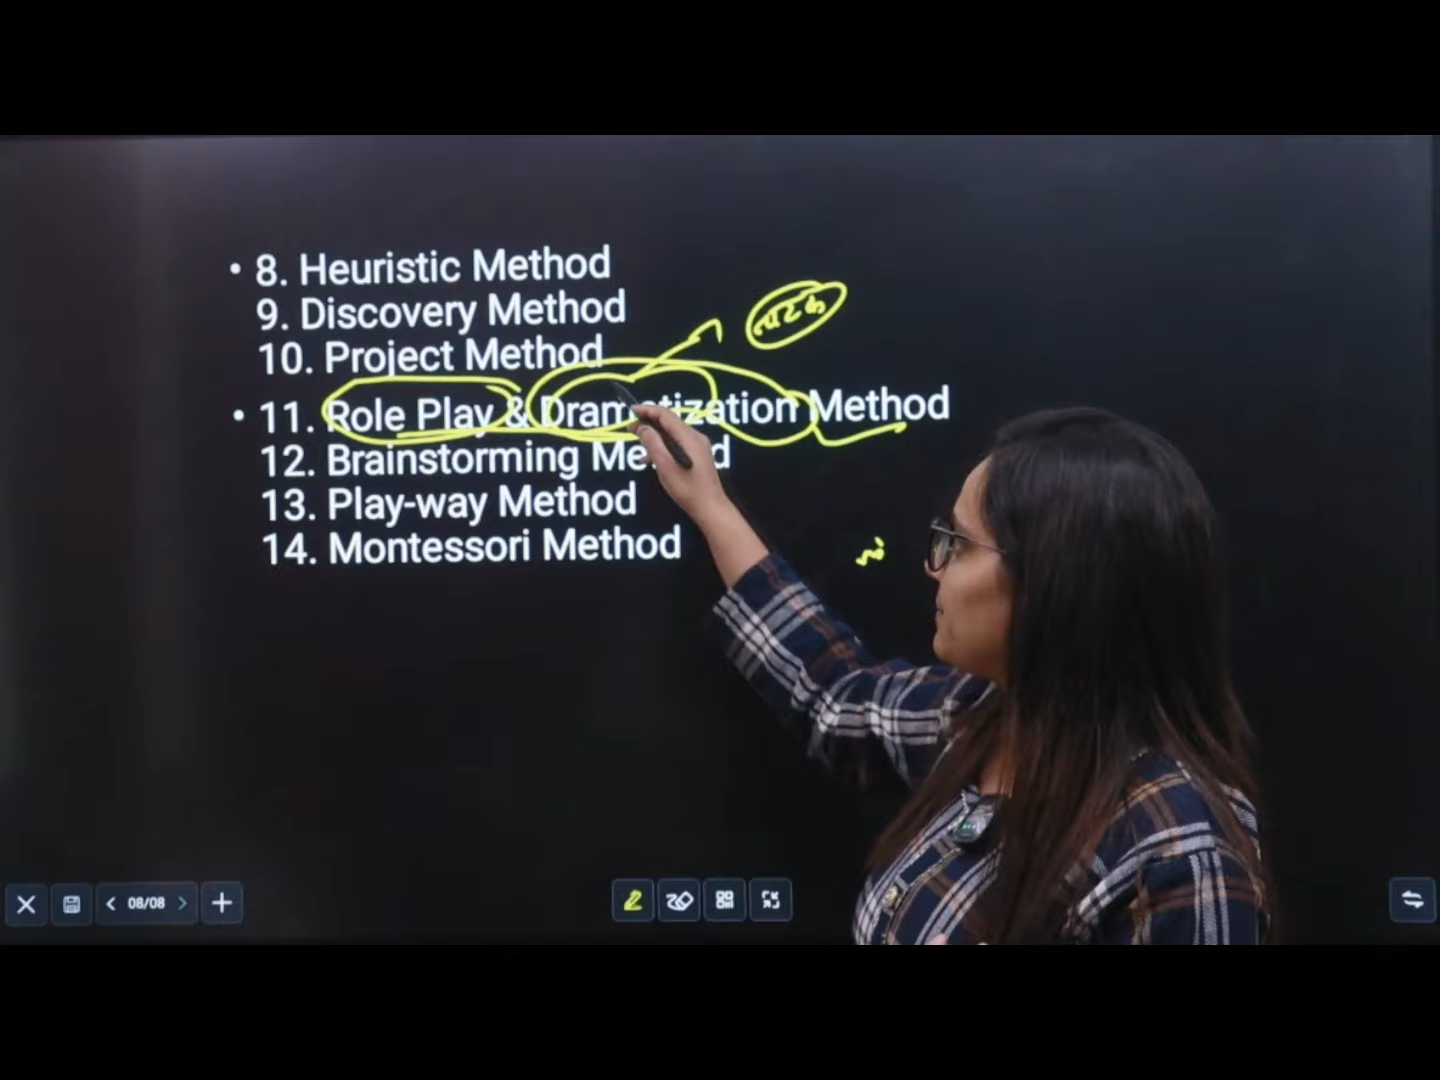 • 8. Heuristic Method
9. Discovery Method
10. Project Method
• 11. Role Play & Dramatization Method
12. Brainstorming Method
13. Play-way Method
14. Montessori Method
08/08